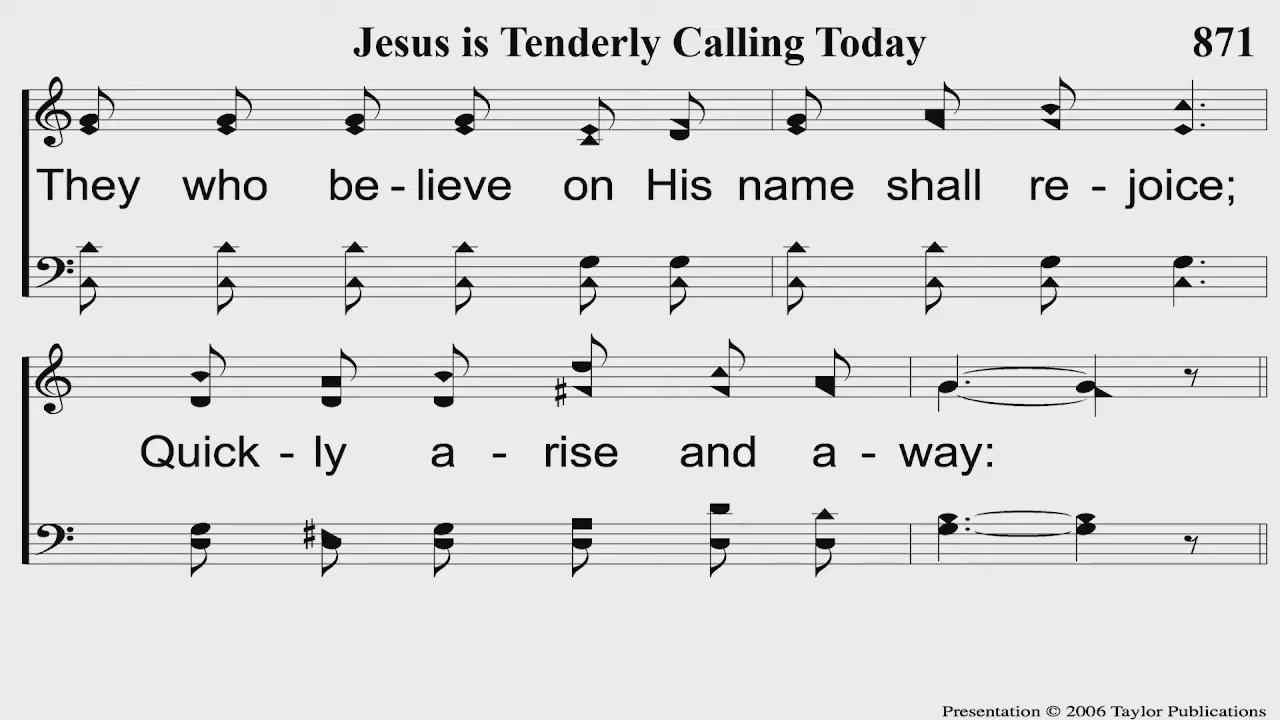 Jesus is Tenderly Calling Today 871
They who be - lieve on His name shall re - joice;
Quick - ly a - rise and a - way:
Presentation © 2006 Taylor Publications